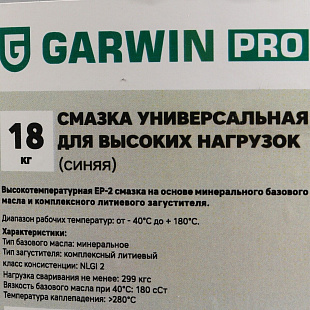 GARWIN PRO
18 КГ
СМАЗКА УНИВЕРСАЛЬНАЯ
ДЛЯ ВЫСОКИХ НАГРУЗОК
(синяя)
Высокотемпературная EP-2 смазка на основе минерального базового
масла и комплексного литиевого загустителя.
Диапазон рабочих температур: от - 40°С до + 180°С.
Характеристики:
Тип базового масла: минеральное
Тип загустителя: комплексный литиевый
класс консистенции: NLGI 2
Нагрузка сваривания не менее: 299 кгс
Вязкость базового масла при 40°С: 180 сСт
Температура каплепадения: >280°С